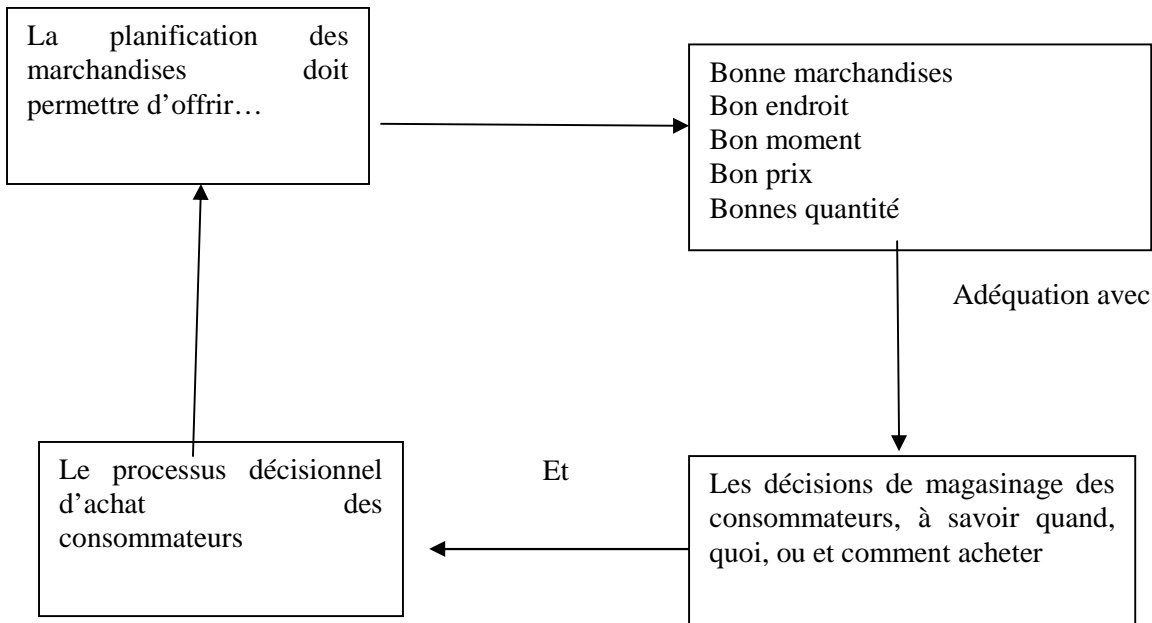 La planification des
marchandises doit
permettre d'offrir…
Bonne marchandises
Bon endroit
Bon moment
Bon prix
Bonnes quantité
Adéquation avec
Les décisions de magasinage des
consommateurs, à savoir quand,
quoi, ou et comment acheter
Et
Le processus décisionnel
d'achat des
consommateurs